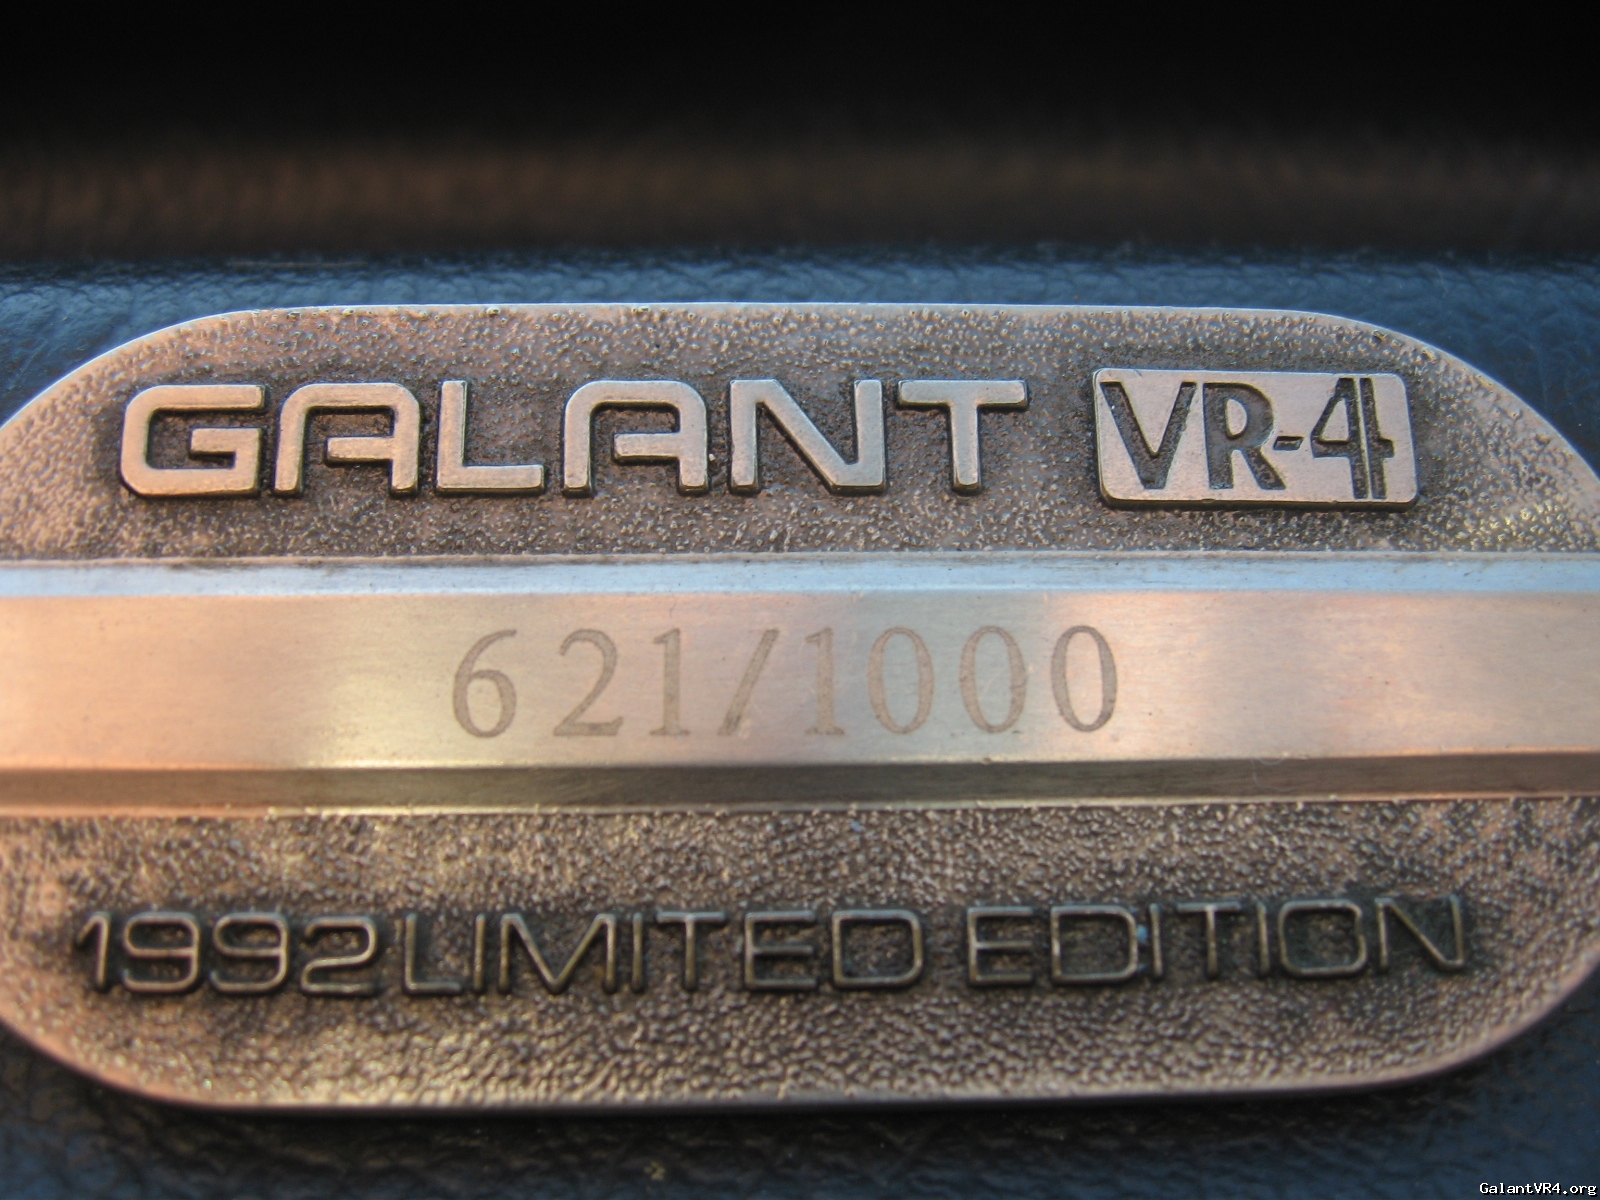 GALANT VR-4
621/1000
1992 LIMITED EDITION
GalantVR4.org